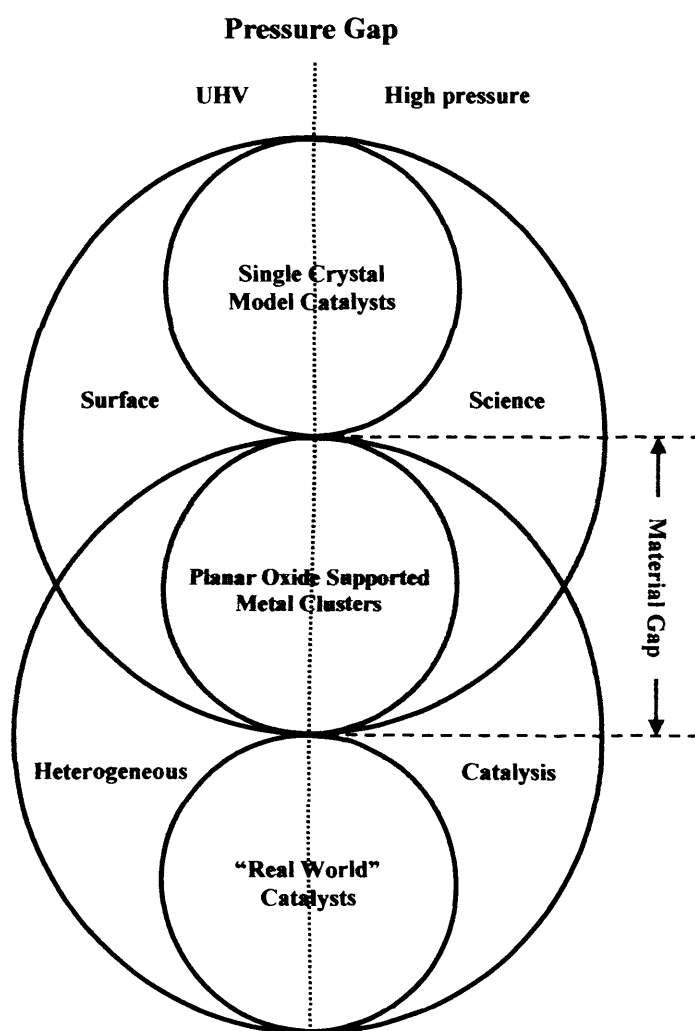 Pressure Gap
UHV
High pressure
Single Crystal
Model Catalysts
Surface
Science
Planar Oxide Supported
Metal Clusters
Material Gap
Heterogeneous
Catalysis
“Real World”
Catalysts